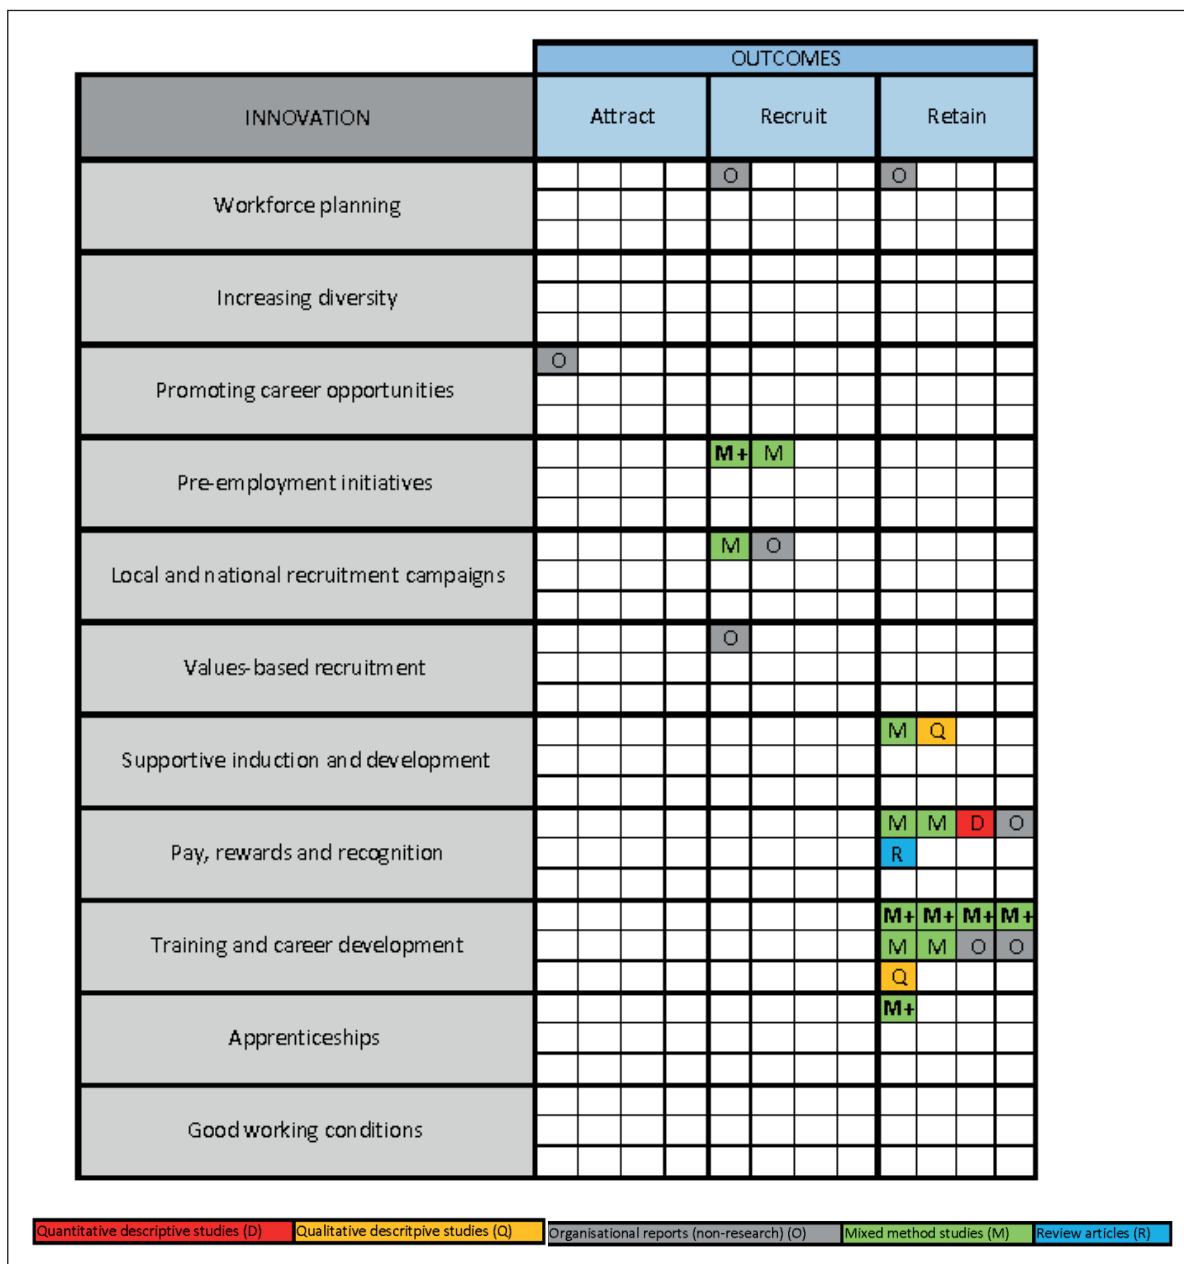 OUTCOMES
INNOVATION Attract Recruit Retain
O O
Workforce planning
Increasing diversity
O
Promoting career opportunities
M+ M
Pre-employment initiatives
M O
Local and national recruitment campaigns
O
Values-based recruitment
M Q
Supportive induction and development
M M D O
Pay, rewards and recognition R
M+ M+ M+ M+
Training and career development M M O O
Q
M+
Apprenticeships
Good working conditions
Quantitative descriptive studies (D) Qualitative descritpive studies (Q) Organisational reports (non-research) (O) Mixed method studies (M) Review articles (R)